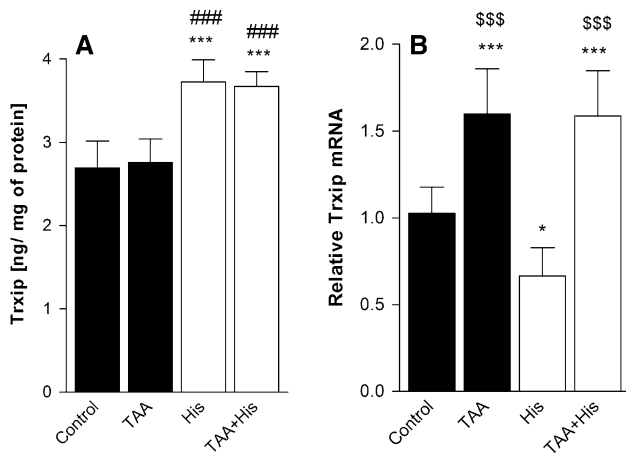 A
Trxip [ng/ mg of protein]
4
3
2
1
0
###
***
###
***
Control
TAA
His
TAA+His
B
Relative Trxip mRNA
2.0
1.5
1.0
0.5
0.0
$$$
***
*
$$$
***
Control
TAA
His
TAA+His